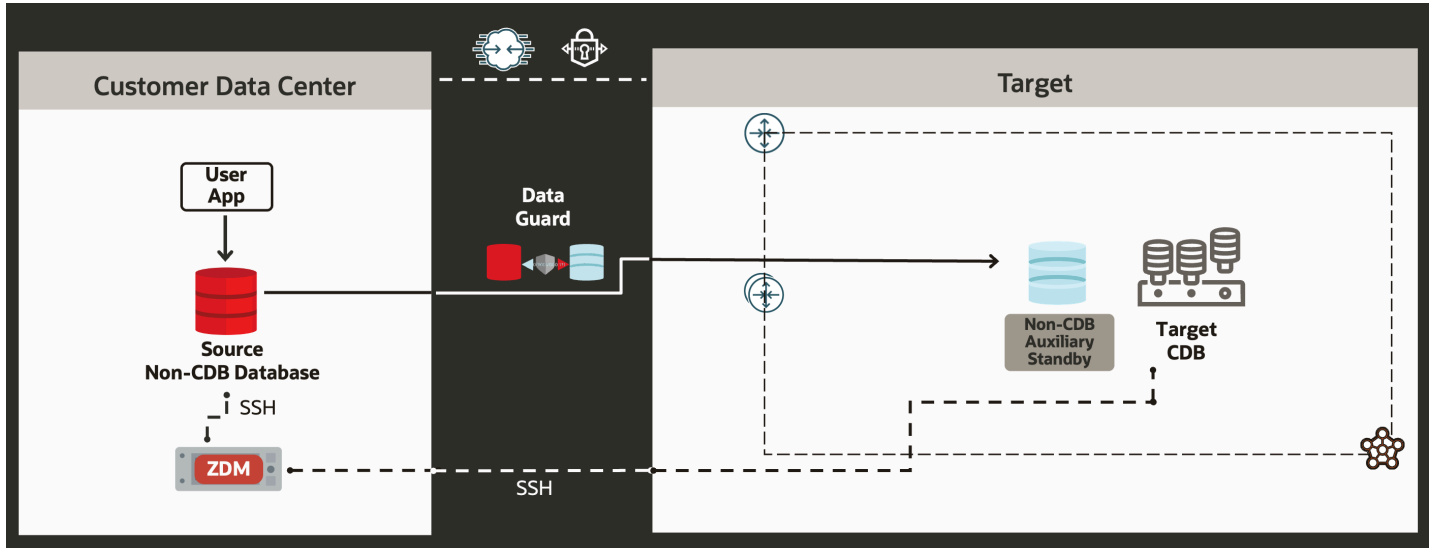 Customer Data Center
Target
User
App
Data
Guard
Source
Non-CDB Database
Non-CDB
Auxiliary
Standby
Target
CDB
SSH
ZDM
SSH